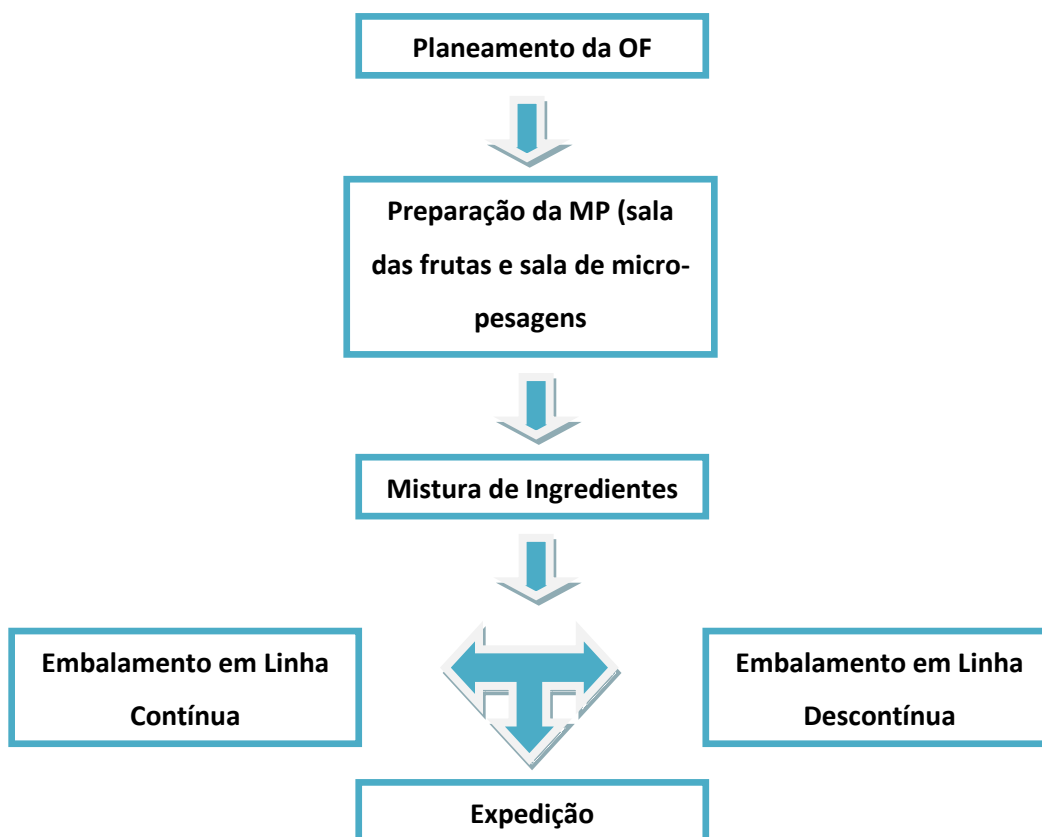 Planeamento da OF
Preparação da MP (sala
das frutas e sala de micro-
pesagens
Mistura de Ingredientes
Embalamento em Linha
Contínua
Embalamento em Linha
Descontínua
Expedição